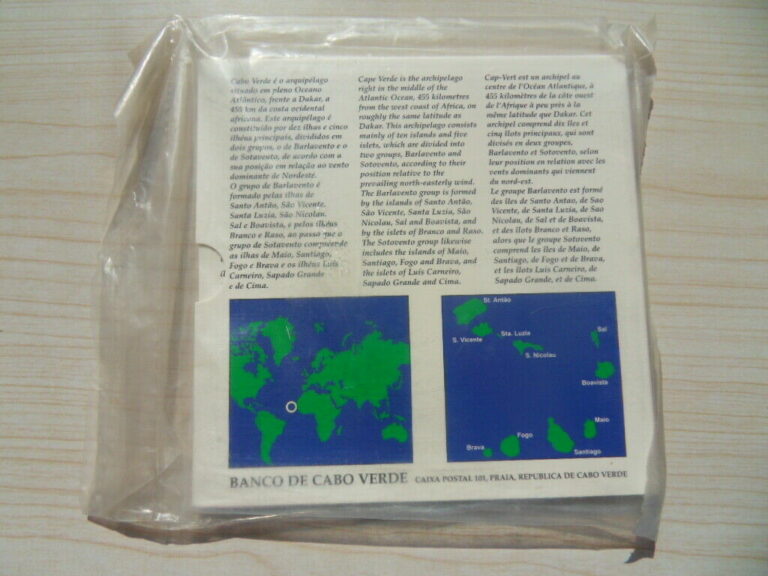 Cabo Verde é o arquipélago
situado em pleno Oceano
Atlântico, frente a Dakar, a
455 km da costa ocidental
africana. Este arquipélago é
constituído por dez ilhas e cinco
ilhéus principais, divididos em
dois grupos, o de Barlavento e o
de Sotavento, de acordo com a
sua posição em relação ao vento
dominante de Nordesté.
O grupo de Barlavento é
formado pelas ilhas de
Santo Antão, São Vicente,
Santa Luzia, São Nicolau,
Sal e Boavista, e pelos ilhéus
Branco e Raso, ao passo que o
grupo de Sotavento compreende
as ilhas de Maio, Santiago,
Fogo e Brava e os ilhéus Luís
Carneiro, Sapado Grande
e de Cima.
Cape Verde is the archipelago
right in the middle of the
Atlantic Ocean, 455 kilometres
from the west coast of Africa, on
roughly the same latitude as
Dakar. This archipelago consists
mainly of ten islands and five
islets, which are divided into
two groups, Barlavento and
Sotavento, according to their
position relative to the
prevailing north-easterly wind.
The Barlavento group is formed
by the islands of Santo Antão,
São Vicente, Santa Luzia, São
Nicolau, Sal and Boavista, and
by the islets of Branco and Raso.
The Sotavento group likewise
includes the islands of Maio,
Santiago, Fogo and Brava, and
the islets of Luís Carneiro,
Sapado Grande and Cima.
Cap-Vert est un archipel au
centre de l'Océan Atlantique, à
455 kilomètres de la côte ouest
de l'Afrique à peu près à la
même latitude que Dakar. Cet
archipel comprend dix îles et
cinq îlots principaux, qui sont
divisés en deux groupes,
Barlavento et Sotovento, selon
leur position en relation avec les
vents dominants qui viennent
du nord-est.
Le groupe Barlavento est formé
des îles de Santo Antao, de Sao
Vicente, de Santa Luzia, de Sao
Nicolau, de Sal et de Boavista,
et des îlots Branco et Raso,
alors que le groupe Sotovento
comprend les îles de Maio, de
Santiago, de Fogo et de Brava,
et les îlots Luís Carneiro, de
Sapado Grande, et de Cima.
St. Antão
S. Vicente
Sta. Luzia
S. Nicolau
Sal
Boavista
Maio
Fogo
Brava
Santiago
BANCO DE CABO VERDE CAIXA POSTAL 101, PRAIA, REPUBLICA DE CABO VERDE